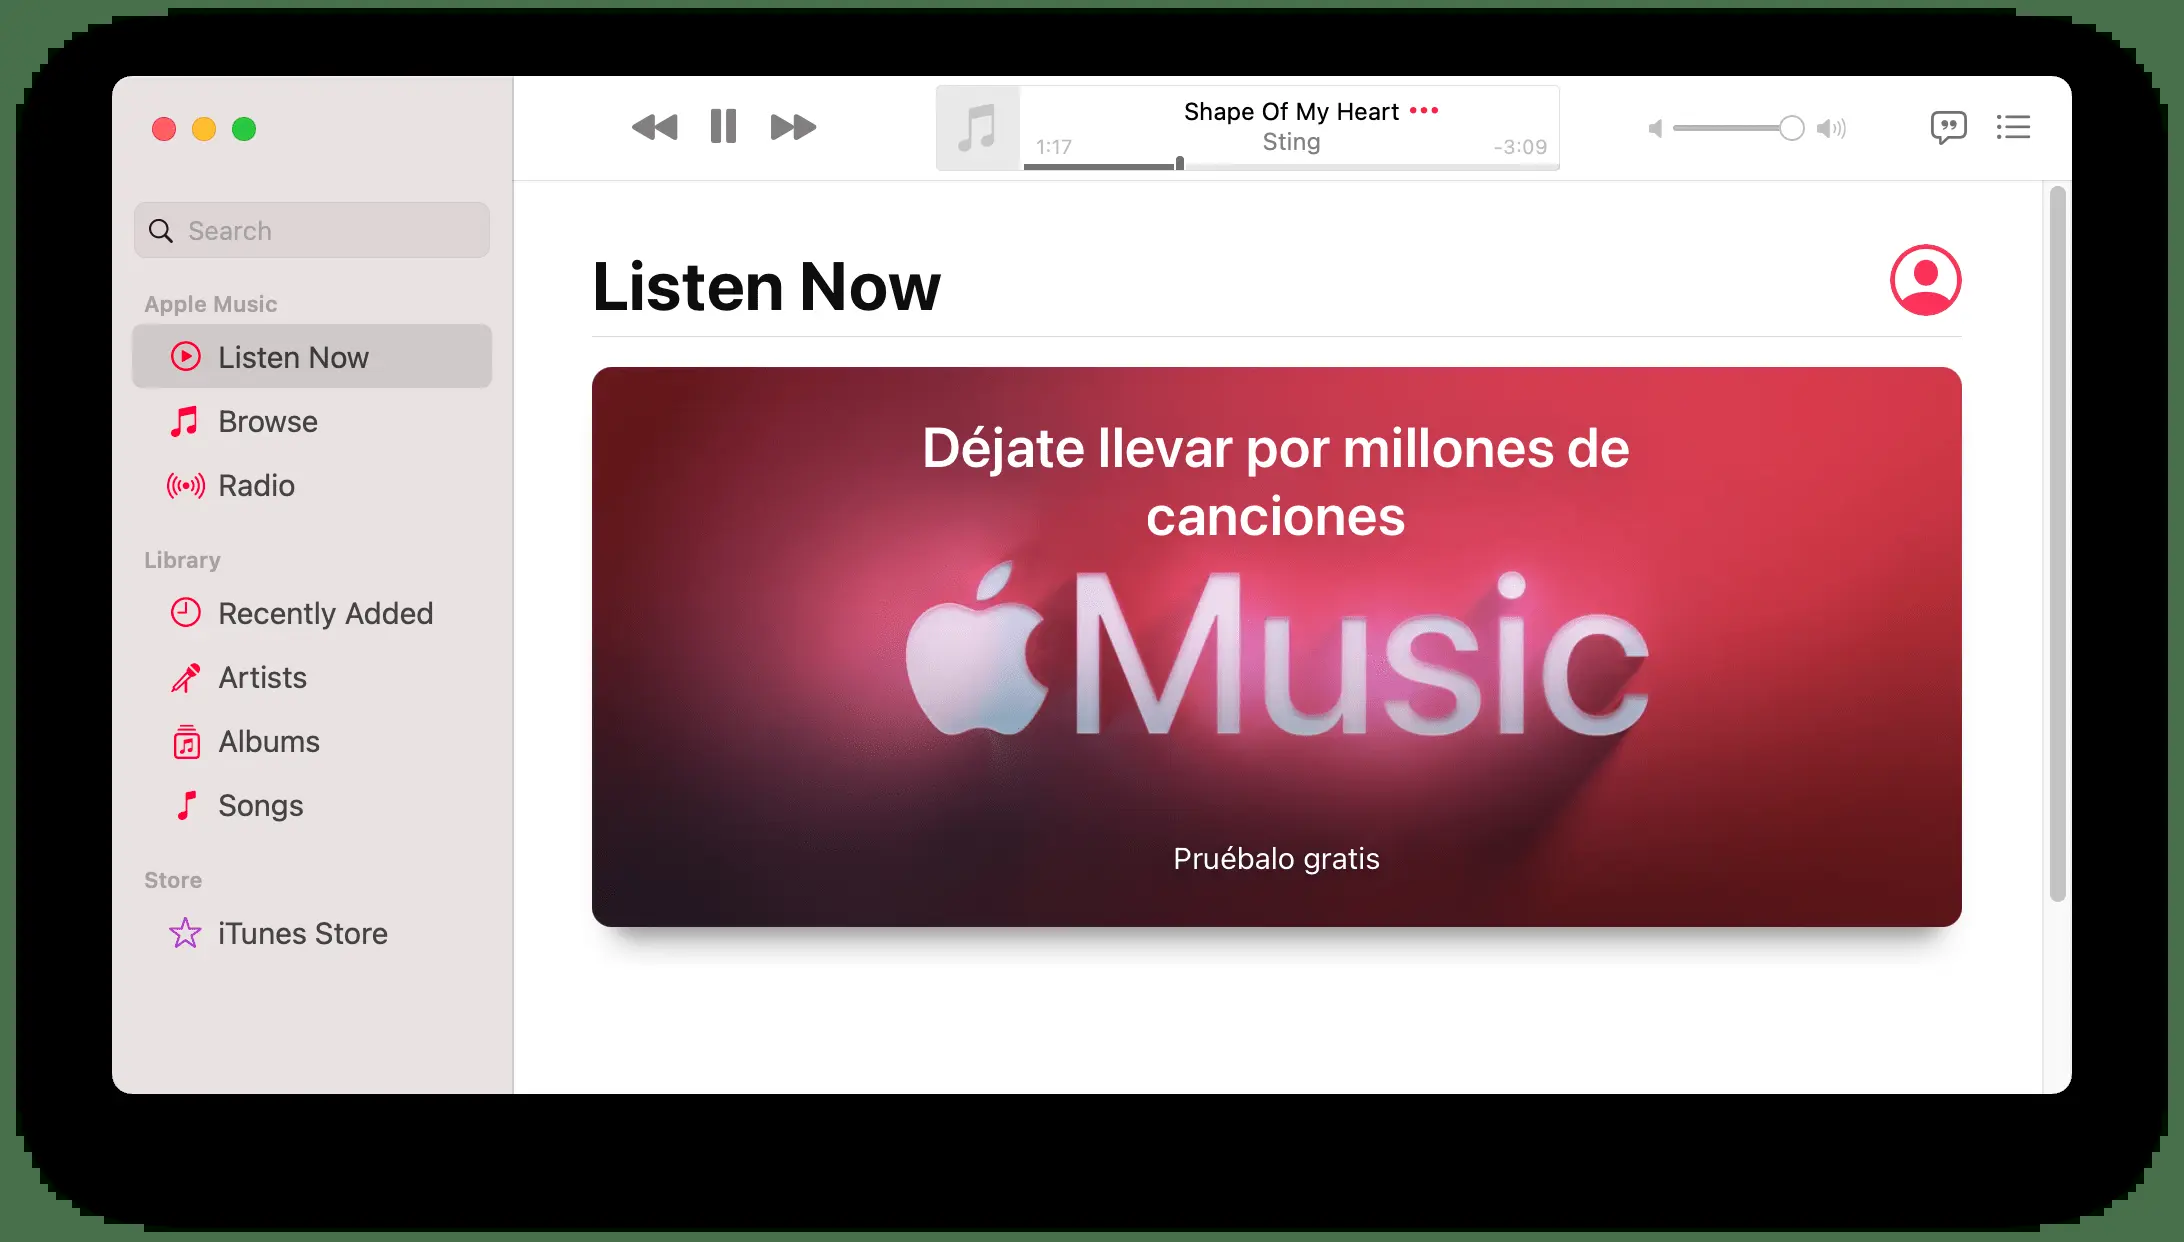 Shape Of My Heart •••
1:17
Sting
-3:09
Search
Apple Music
Listen Now
Browse
Radio
Library
Recently Added
Artists
Albums
Songs
Store
iTunes Store
Listen Now
Déjate llevar por millones de
canciones
Music
Pruébalo gratis